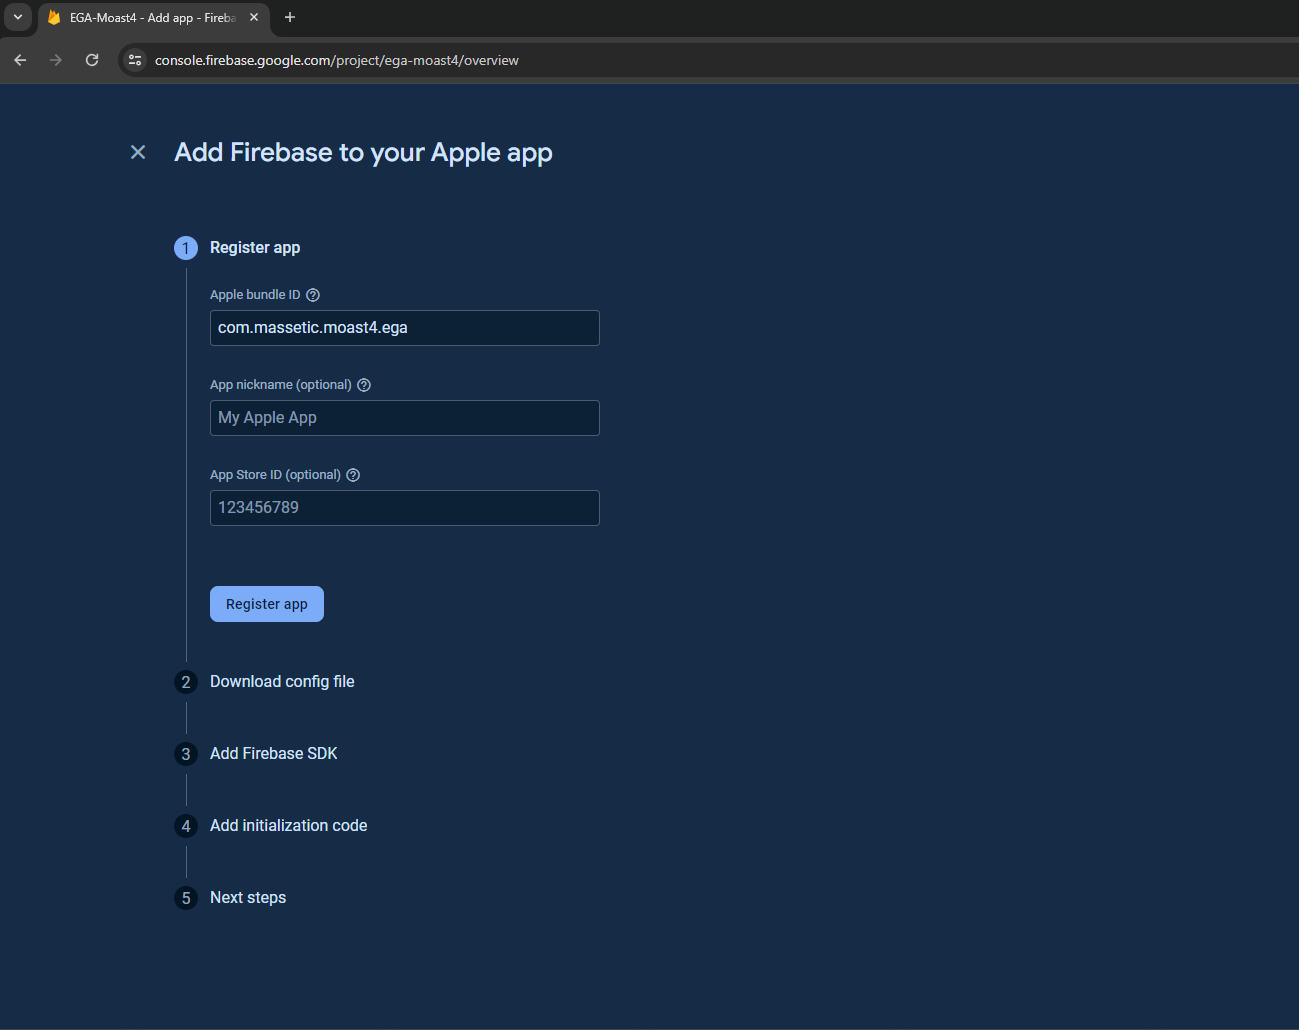 EGA-Moast4 - Add app - Fireba
console.firebase.google.com/project/ega-moast4/overview
Add Firebase to your Apple app
1 Register app
Apple bundle ID
com.massetic.moast4.ega
App nickname (optional)
My Apple App
App Store ID (optional)
123456789
Register app
2 Download config file
3 Add Firebase SDK
4 Add initialization code
5 Next steps